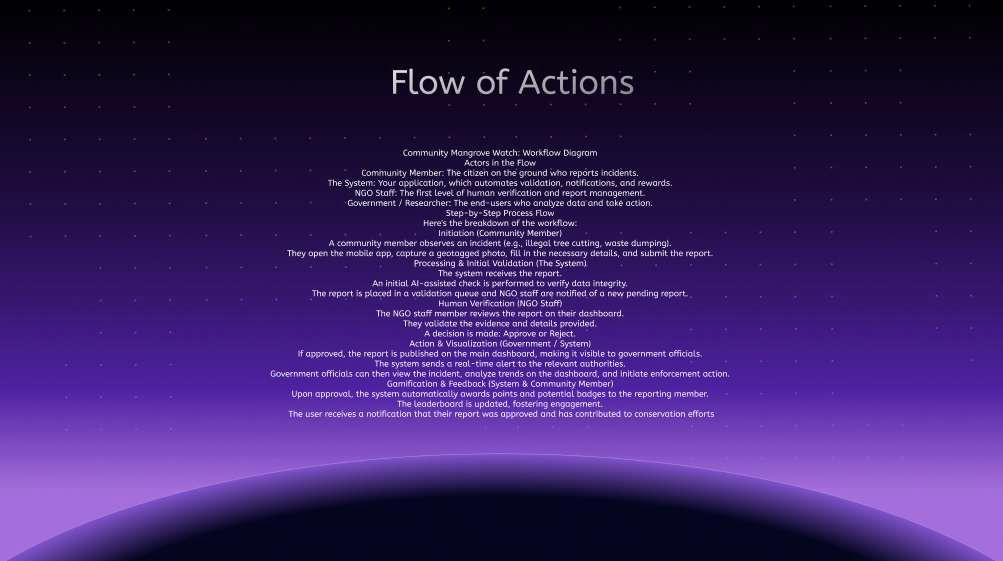 Flow of Actions
Community Mangrove Watch: Workflow Diagram
Actors in the Flow
Community Member: The citizen on the ground who reports incidents.
The System: Your application, which automates validation, notifications, and rewards.
NGO Staff: The first level of human verification and report management.
Government / Researcher: The end-users who analyze data and take action.
Step-by-Step Process Flow
Here's the breakdown of the workflow:
Initiation (Community Member)
A community member observes an incident (e.g., illegal tree cutting, waste dumping).
They open the mobile app, capture a geotagged photo, fill in the necessary details, and submit the report.
Processing & Initial Validation (The System)
The system receives the report.
An initial AI-assisted check is performed to verify data integrity.
The report is placed in a validation queue and NGO staff are notified of a new pending report.
Human Verification (NGO Staff)
The NGO staff member reviews the report on their dashboard.
They validate the evidence and details provided.
A decision is made: Approve or Reject.
Action & Visualization (Government / System)
If approved, the report is published on the main dashboard, making it visible to government officials.
The system sends a real-time alert to the relevant authorities.
Government officials can then view the incident, analyze trends on the dashboard, and initiate enforcement action.
Gamification & Feedback (System & Community Member)
Upon approval, the system automatically awards points and potential badges to the reporting member.
The leaderboard is updated, fostering engagement.
The user receives a notification that their report was approved and has contributed to conservation efforts